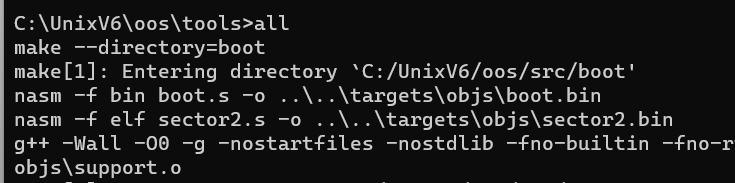 C:\UnixV6\oos\tools>all
make --directory=boot
make[1]: Entering directory `C:/UnixV6/oos/src/boot'
nasm -f bin boot.s -o ..\..\targets\objs\boot.bin
nasm -f elf sector2.s -o ..\..\targets\objs\sector2.bin
g++ -Wall -O0 -g -nostartfiles -nostdlib -fno-builtin -fno-r
objs\support.o